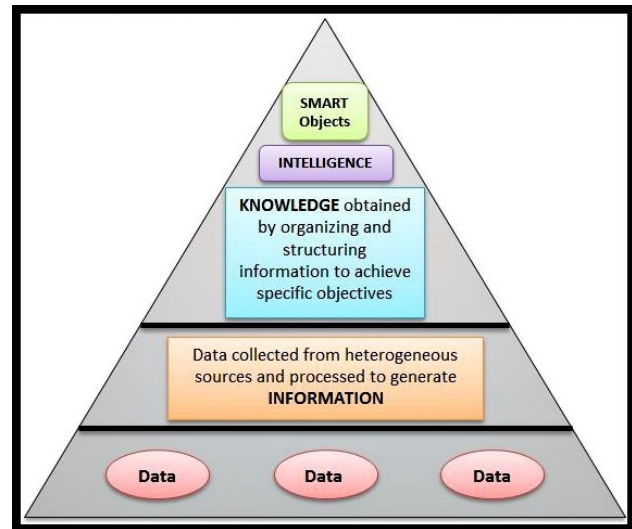 SMART
Objects
INTELLIGENCE
KNOWLEDGE obtained
by organizing and
structuring
information to achieve
specific objectives
Data collected from heterogeneous
sources and processed to generate
INFORMATION
Data Data Data